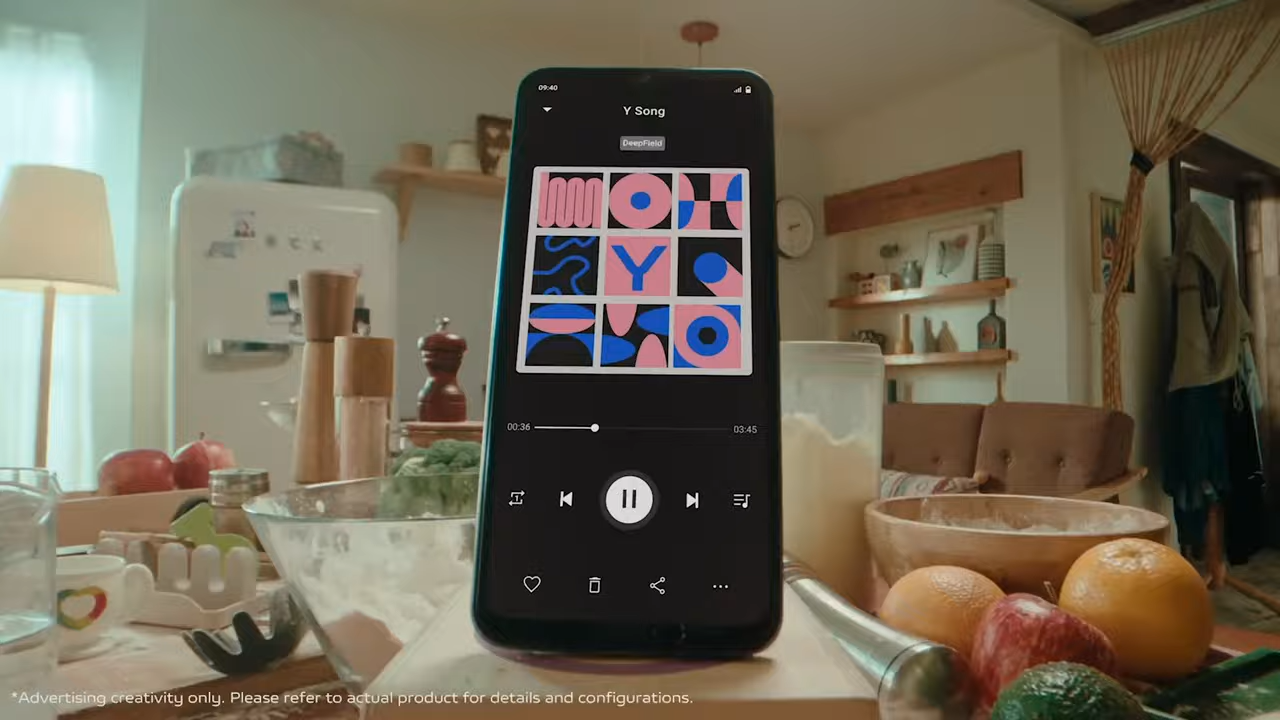 09:40
Y Song
DeepField
Y
00:36
03:45
*Advertising creativity only. Please refer to actual product for details and configurations.